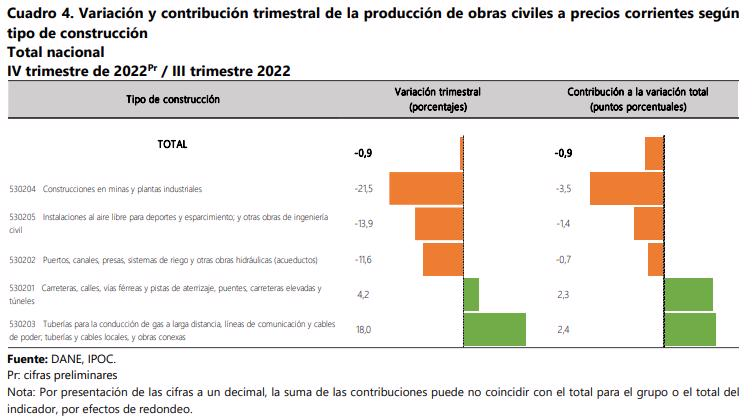 Cuadro 4. Variación y contribución trimestral de la producción de obras civiles a precios corrientes según
tipo de construcción
Total nacional
IV trimestre de 2022ᴾʳ / III trimestre 2022
Tipo de construcción
Variación trimestral
(porcentajes)
Contribución a la variación total
(puntos porcentuales)
TOTAL
-0,9
-0,9
530204 Construcciones en minas y plantas industriales
-21,5
-3,5
530205 Instalaciones al aire libre para deportes y esparcimiento; y otras obras de ingeniería
civil
-13,9
-1,4
530202 Puertos, canales, presas, sistemas de riego y otras obras hidráulicas (acueductos)
-11,6
-0,7
530201 Carreteras, calles, vías férreas y pistas de aterrizaje, puentes, carreteras elevadas y
túneles
4,2
2,3
530203 Tuberías para la conducción de gas a larga distancia, líneas de comunicación y cables
de poder; tuberías y cables locales, y obras conexas
18,0
2,4
Fuente: DANE, IPOC.
Pr: cifras preliminares
Nota: Por presentación de las cifras a un decimal, la suma de las contribuciones puede no coincidir con el total para el grupo o el total del
indicador, por efectos de redondeo.